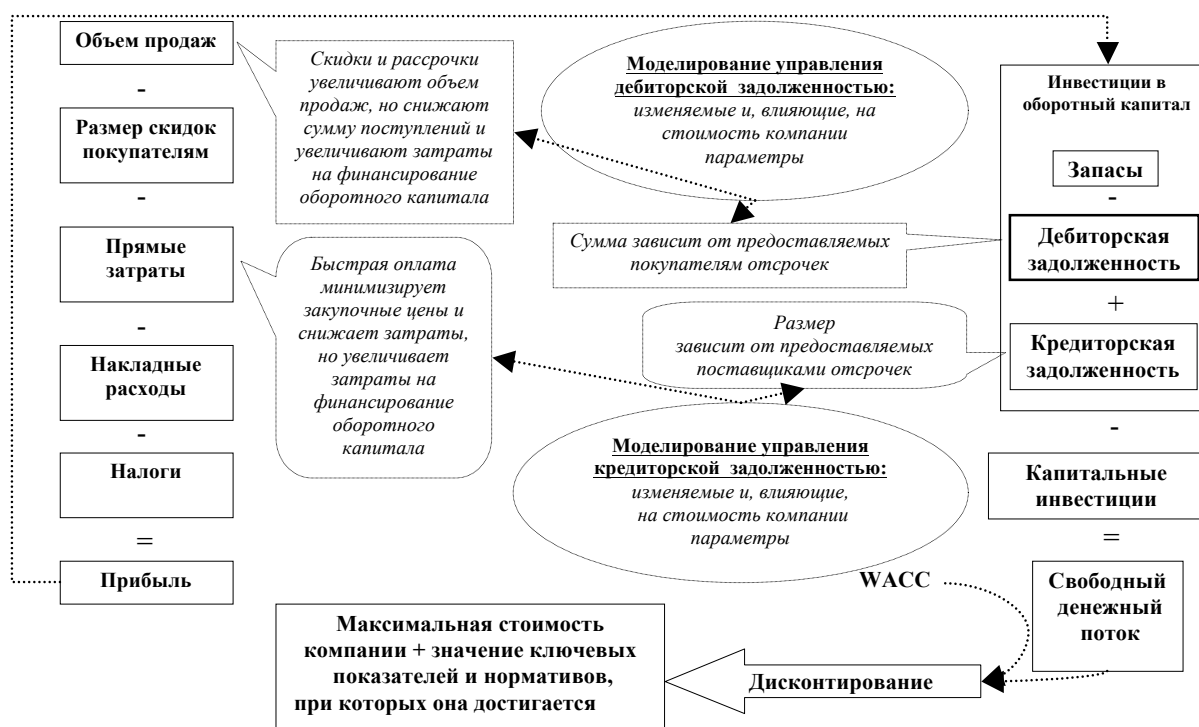 Объем продаж
-
Размер скидок
покупателям
-
Прямые
затраты
-
Накладные
расходы
-
Налоги
=
Прибыль
Скидки и рассрочки
увеличивают объем
продаж, но снижают
сумму поступлений и
увеличивают затраты
на финансирование
оборотного капитала
Быстрая оплата
минимизирует
закупочные цены и
снижает затраты,
но увеличивает
затраты на
финансирование
оборотного
капитала
Моделирование управления
дебиторской задолженностью:
изменяемые и, влияющие, на
стоимость компании
параметры
Сумма зависит от предоставляемых
покупателям отсрочек
Размер
зависит от предоставляемых
поставщиками отсрочек
Моделирование управления
кредиторской задолженностью:
изменяемые и, влияющие,
на стоимость компании
параметры
Инвестиции в
оборотный капитал
Запасы
-
Дебиторская
задолженность
+
Кредиторская
задолженность
-
Капитальные
инвестиции
=
Свободный
денежный
поток
WACC
Дисконтирование
Максимальная стоимость
компании + значение ключевых
показателей и нормативов,
при которых она достигается